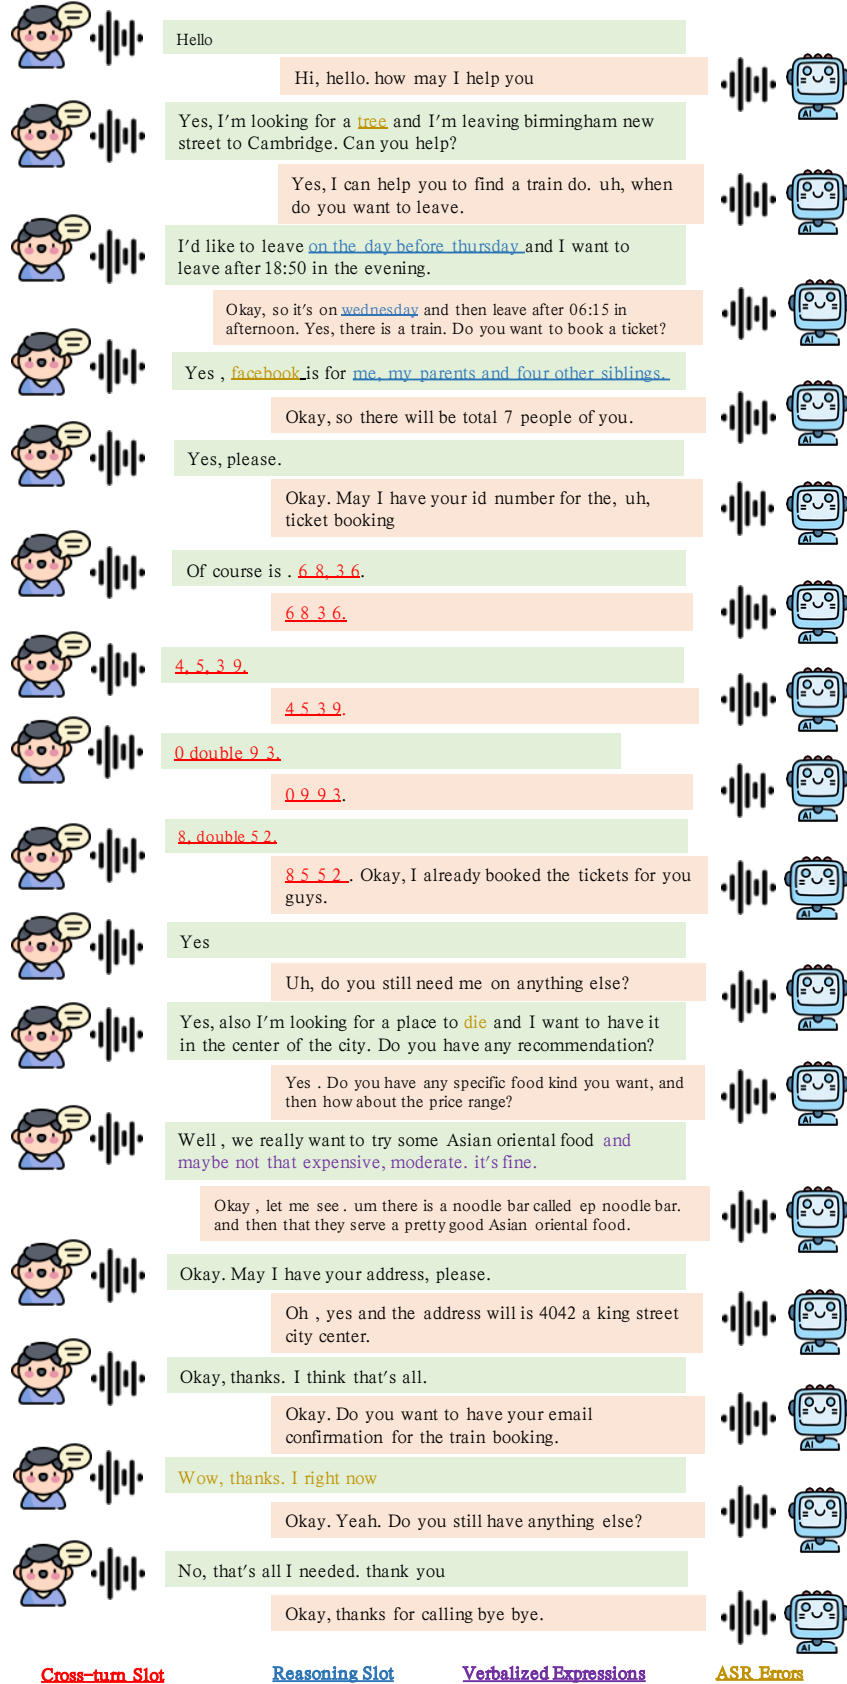 Hello
Hi, hello. how may I help you
Yes, I'm looking for a tree and I'm leaving birmingham new
street to Cambridge. Can you help?
Yes, I can help you to find a train do. uh, when
do you want to leave.
I'd like to leave on the day before thursday and I want to
leave after 18:50 in the evening.
Okay, so it's on wednesday and then leave after 06:15 in
afternoon. Yes, there is a train. Do you want to book a ticket?
AI
Yes , facebook is for me, my parents and four other siblings.
Okay, so there will be total 7 people of you.
AI
Yes, please.
Okay. May I have your id number for the, uh,
ticket booking
AI
Of course is . 6 8, 3 6.
6 8 3 6.
AI
4, 5, 3 9.
4 5 3 9.
AI
0 double 9 3.
0 9 9 3.
AI
8, double 5 2.
8 5 5 2 . Okay, I already booked the tickets for you
guys.
AI
Yes
Uh, do you still need me on anything else?
AI
Yes, also I'm looking for a place to die and I want to have it
in the center of the city. Do you have any recommendation?
Yes . Do you have any specific food kind you want, and
then how about the price range?
AI
Well , we really want to try some Asian oriental food and
maybe not that expensive, moderate. it's fine.
Okay , let me see . um there is a noodle bar called ep noodle bar.
and then that they serve a pretty good Asian oriental food.
AI
Okay. May I have your address, please.
Oh , yes and the address will is 4042 a king street
city center.
AI
Okay, thanks. I think that's all.
Okay. Do you want to have your email
confirmation for the train booking.
AI
Wow, thanks. I right now
Okay. Yeah. Do you still have anything else?
AI
No, that's all I needed. thank you
Okay, thanks for calling bye bye.
AI
Cross-turn Slot Reasoning Slot Verbalized Expressions ASR Errors